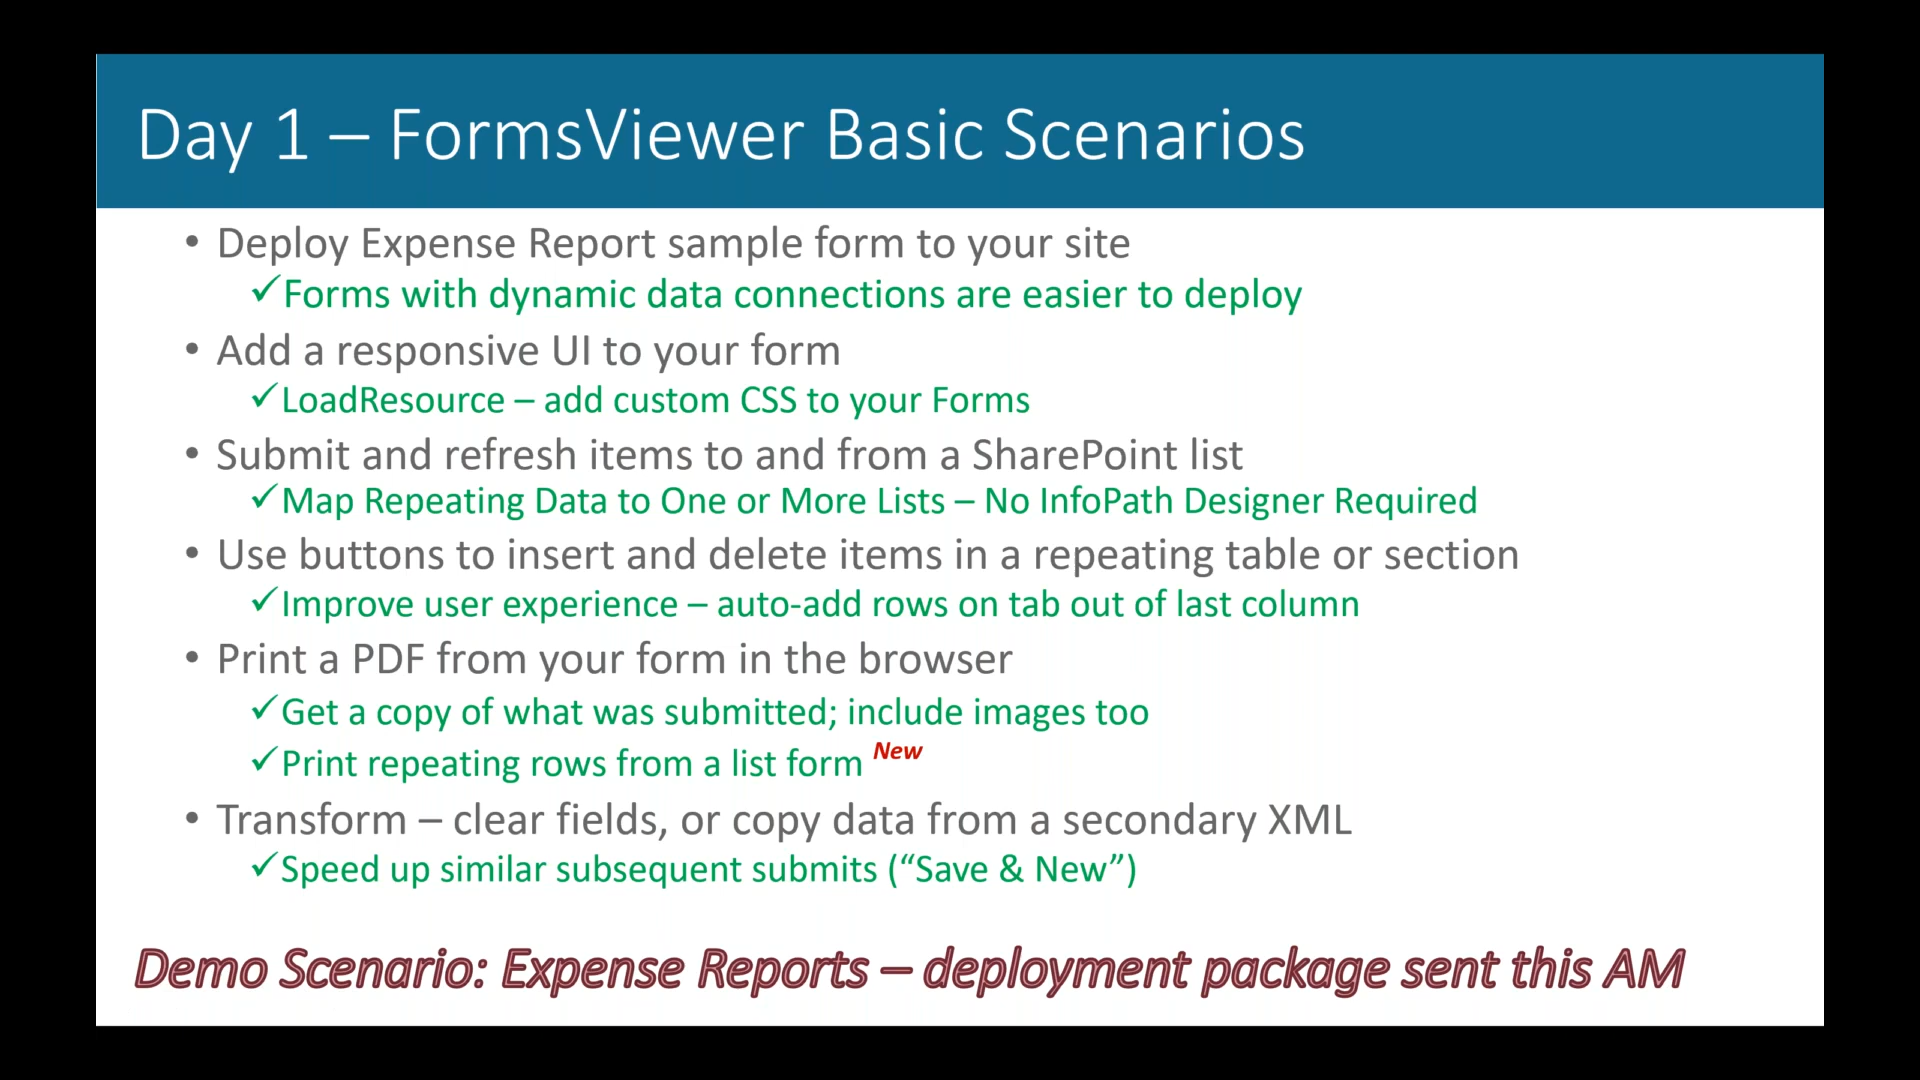 Day 1 – FormsViewer Basic Scenarios
• Deploy Expense Report sample form to your site
✓Forms with dynamic data connections are easier to deploy
• Add a responsive UI to your form
✓LoadResource – add custom CSS to your Forms
• Submit and refresh items to and from a SharePoint list
✓Map Repeating Data to One or More Lists – No InfoPath Designer Required
• Use buttons to insert and delete items in a repeating table or section
✓Improve user experience – auto-add rows on tab out of last column
• Print a PDF from your form in the browser
✓Get a copy of what was submitted; include images too
✓Print repeating rows from a list form New
• Transform – clear fields, or copy data from a secondary XML
✓Speed up similar subsequent submits (“Save & New”)
Demo Scenario: Expense Reports – deployment package sent this AM